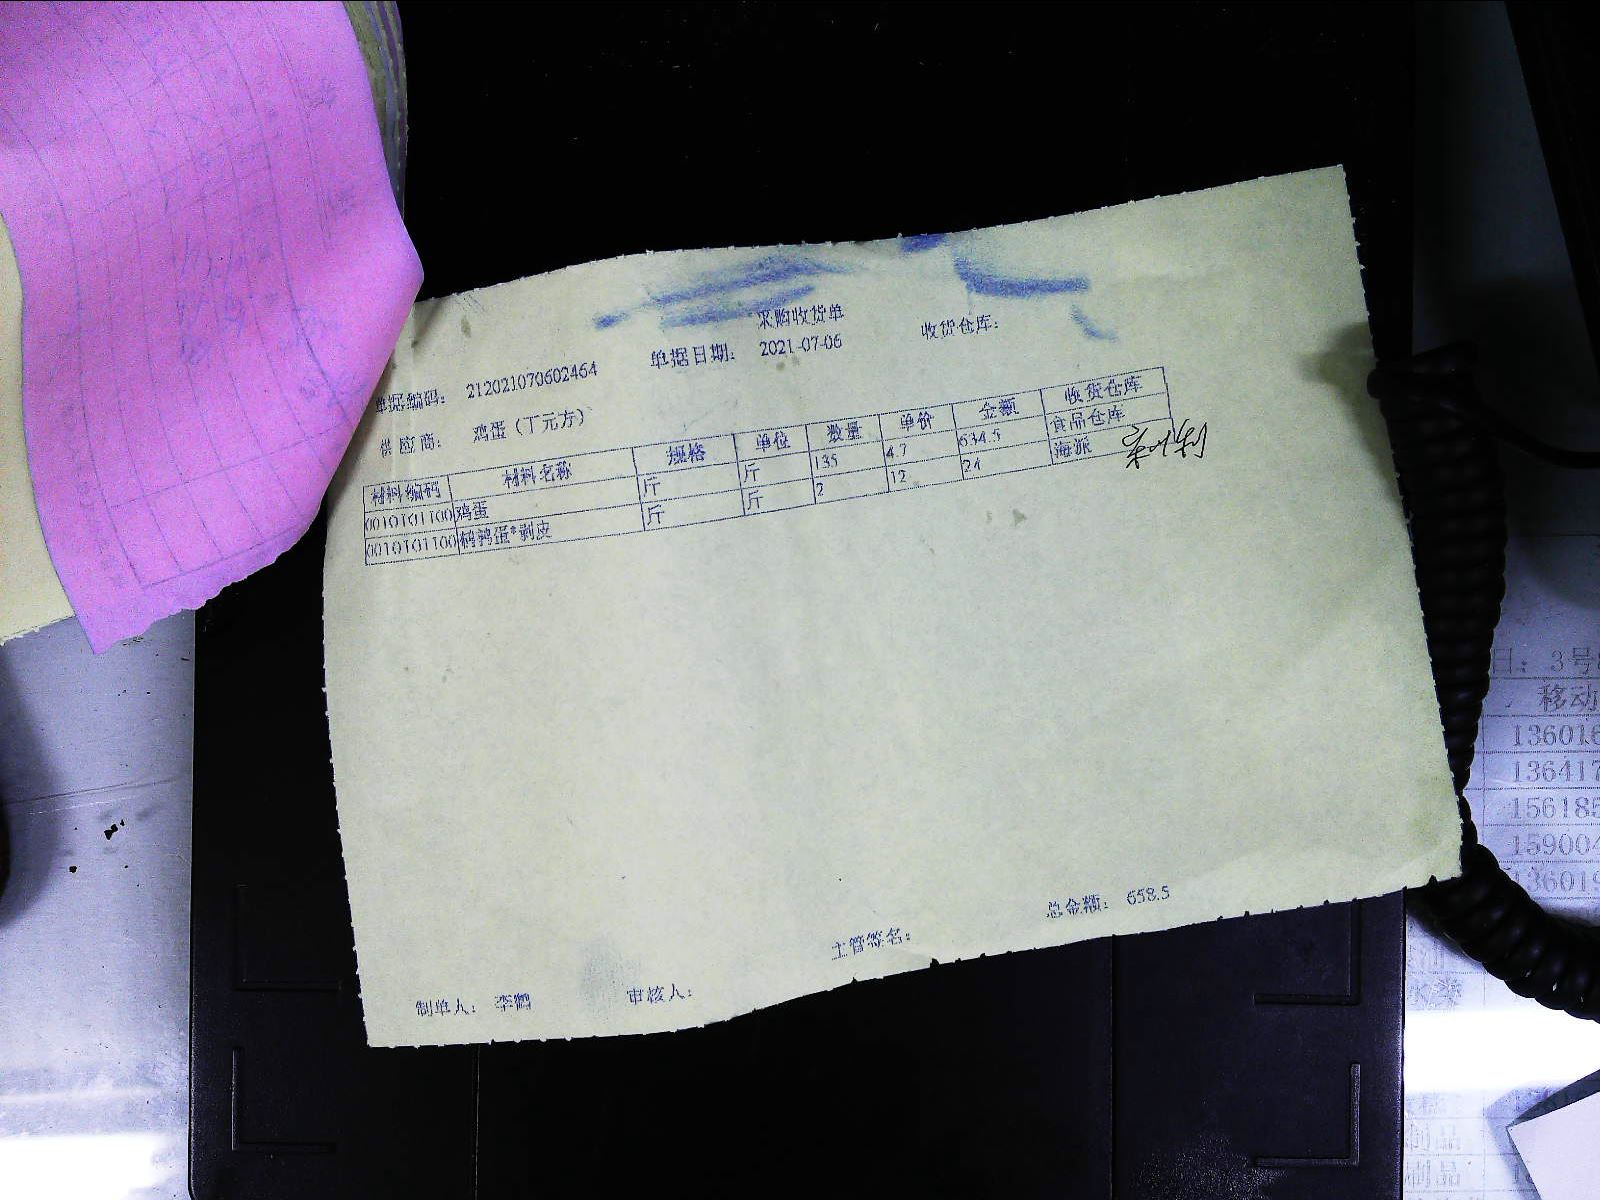 采购收货单
单据编码： 212021070602464 单据日期： 2021-07-06 收货仓库：
供应商： 鸡蛋（丁元方）
材料编码 材料名称 规格 单位 数量 单价 金额 收货仓库
0010101100 鸡蛋 斤 斤 135 4.7 634.5 食品仓库
0010101100 鹌鹑蛋*剥皮 斤 斤 2 12 24 海派
总金额： 658.5
主管签名：
制单人： 李鹤 审核人：
日：3号
移动
136016
136417
156185
159004
136019
制品
制品